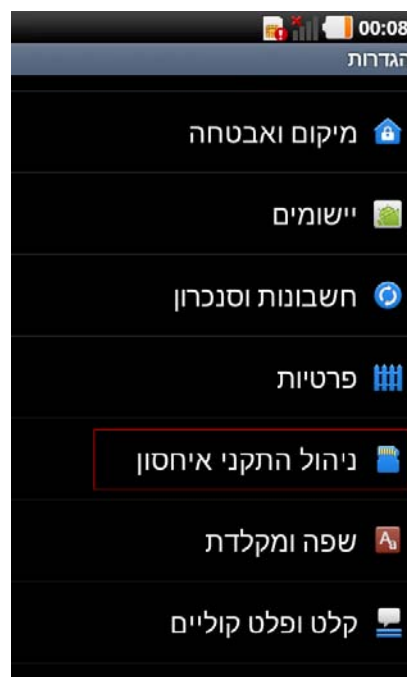 00:08
הגדרות
מיקום ואבטחה
יישומים
חשבונות וסנכרון
פרטיות
ניהול התקני איחסון
שפה ומקלדת
קלט ופלט קוליים